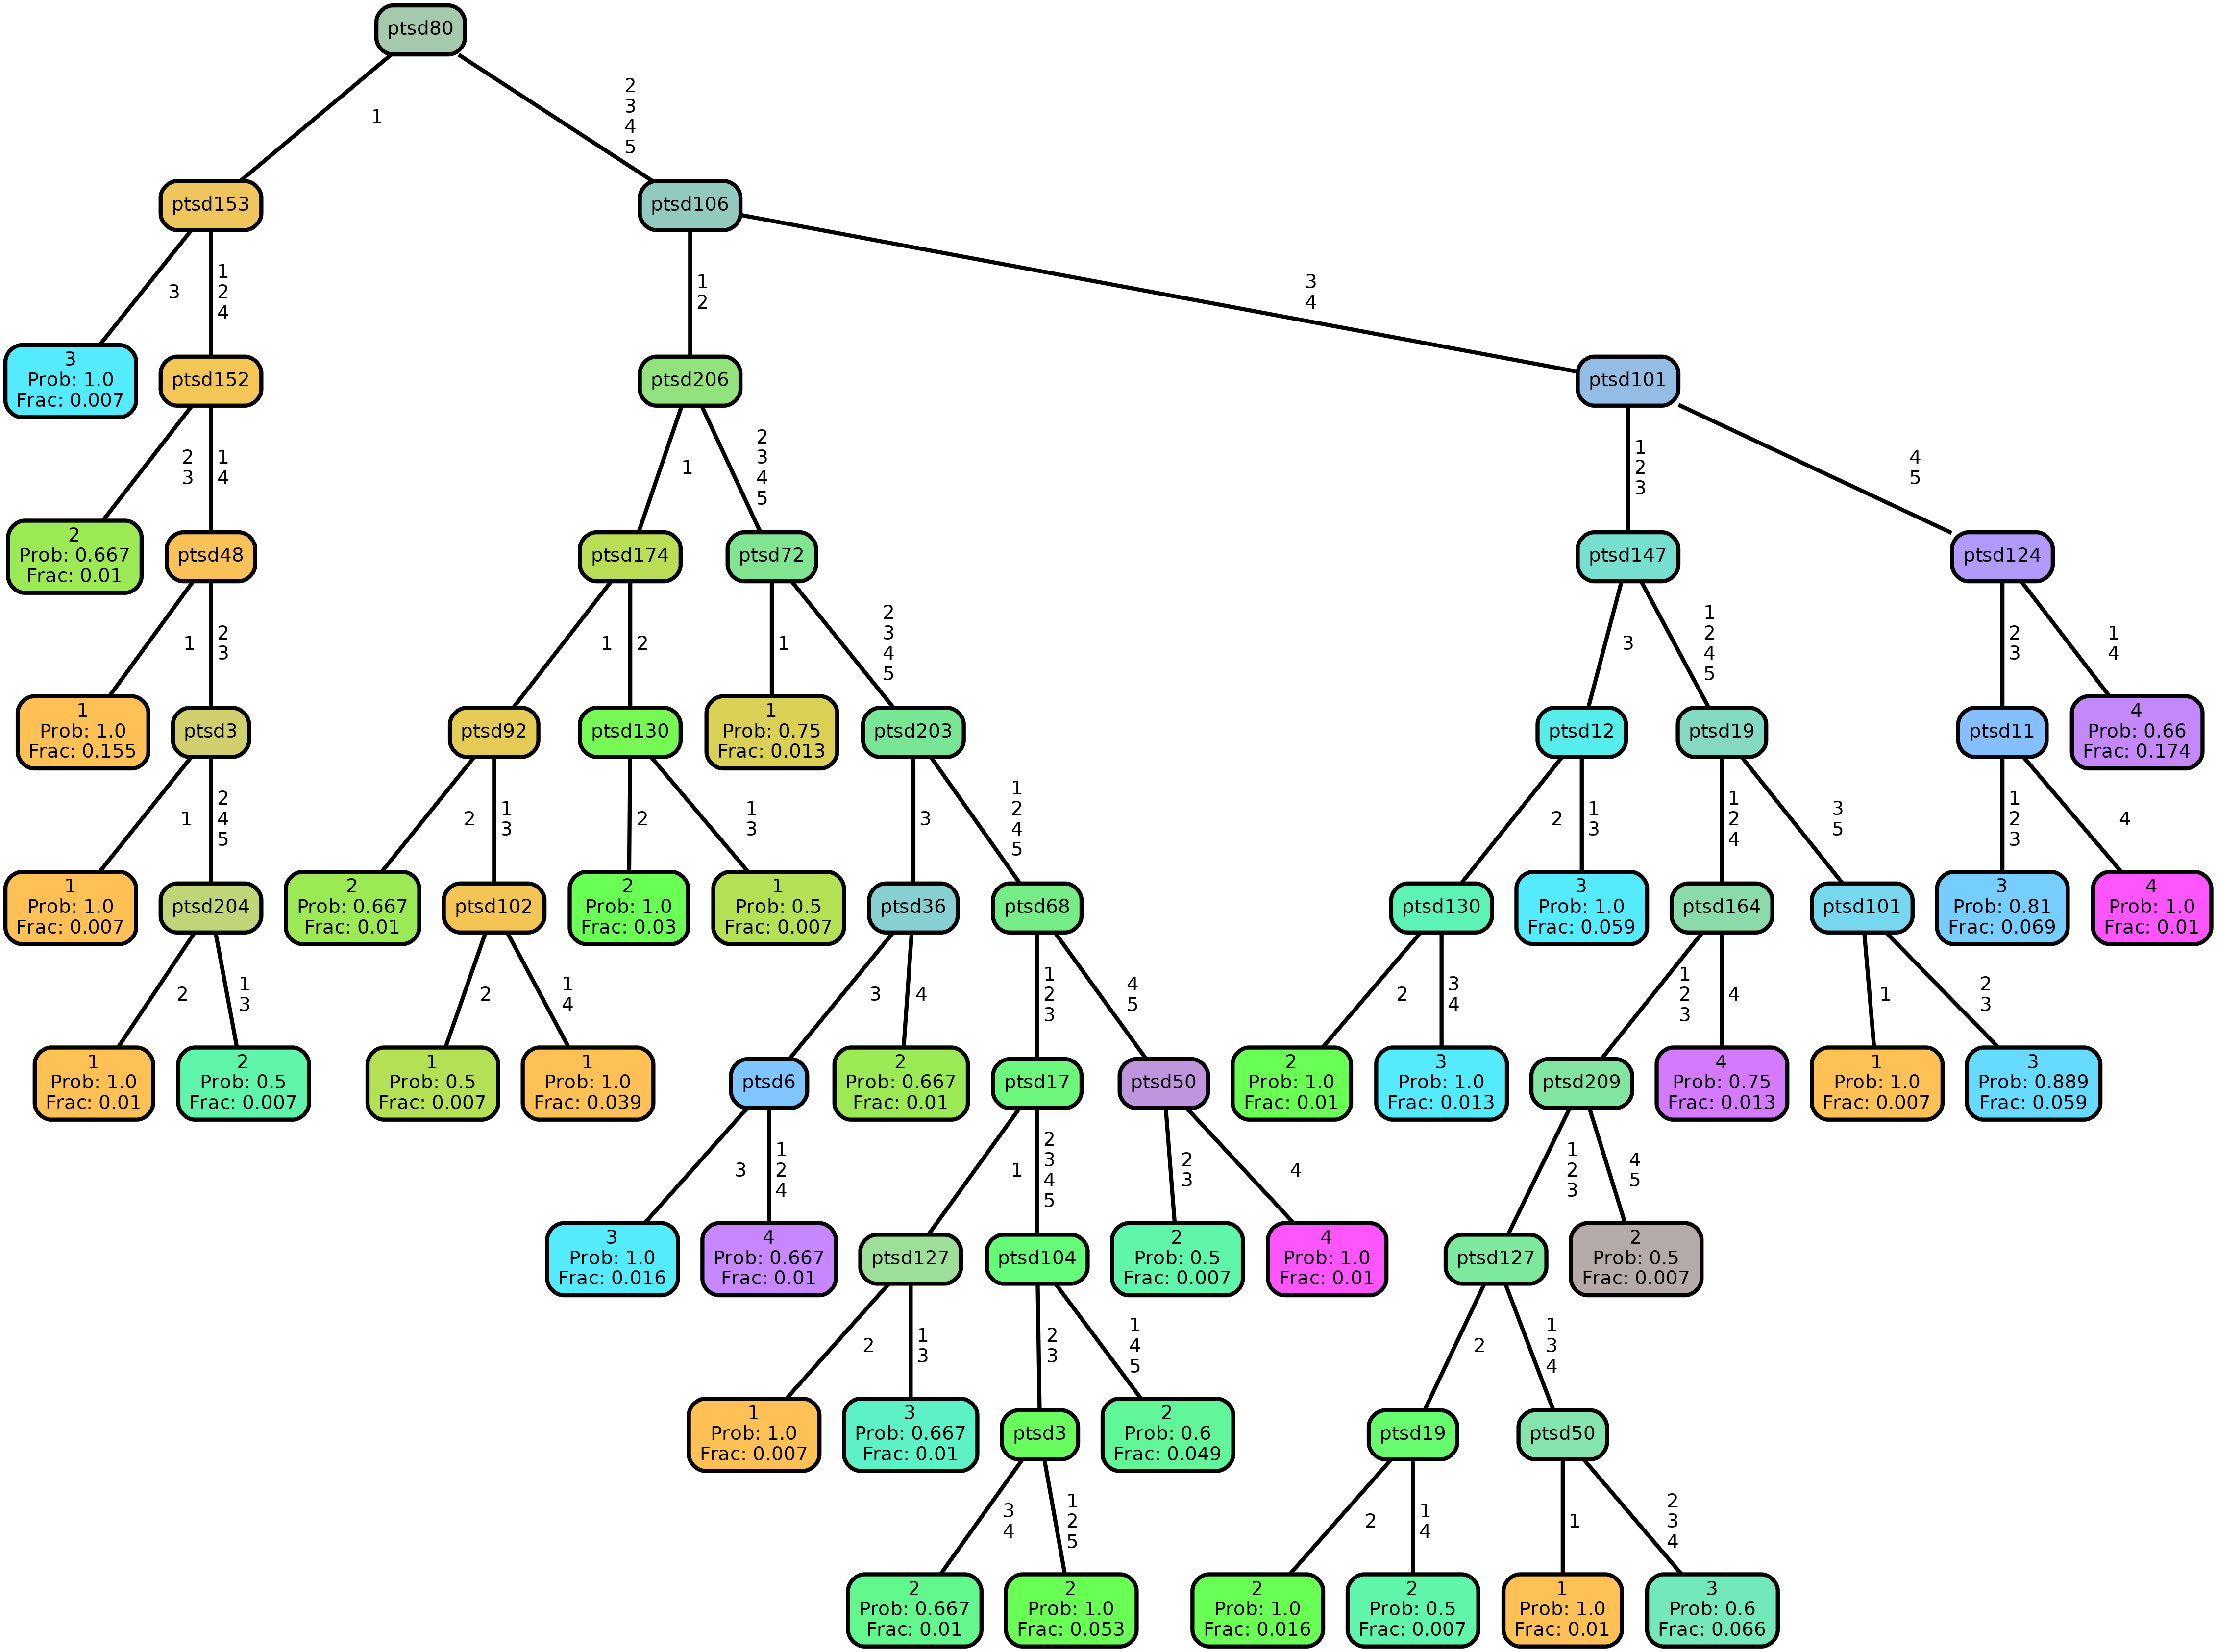 ptsd80
1
2
3
4
5
ptsd153
ptsd106
3
1
2
4
1
2
3
4
3
Prob: 1.0
Frac: 0.007
ptsd152
ptsd206
ptsd101
2
3
1
4
1
2
3
4
5
1
2
3
4
5
2
Prob: 0.667
Frac: 0.01
ptsd48
ptsd174
ptsd72
ptsd147
ptsd124
1
2
3
1
2
1
2
3
4
5
3
1
2
4
5
2
3
1
4
1
Prob: 1.0
Frac: 0.155
ptsd3
ptsd92
ptsd130
1
Prob: 0.75
Frac: 0.013
ptsd203
ptsd12
ptsd19
ptsd11
4
Prob: 0.66
Frac: 0.174
1
2
4
5
2
1
3
2
1
3
3
1
2
4
5
2
1
3
1
2
4
3
5
1
2
3
4
1
Prob: 1.0
Frac: 0.007
ptsd204
2
Prob: 0.667
Frac: 0.01
ptsd102
2
Prob: 1.0
Frac: 0.03
1
Prob: 0.5
Frac: 0.007
ptsd36
ptsd68
ptsd130
3
Prob: 1.0
Frac: 0.059
ptsd164
ptsd101
3
Prob: 0.81
Frac: 0.069
4
Prob: 1.0
Frac: 0.01
2
1
3
2
1
4
3
4
1
2
3
4
5
2
3
4
1
2
3
4
1
2
3
1
Prob: 1.0
Frac: 0.01
2
Prob: 0.5
Frac: 0.007
1
Prob: 0.5
Frac: 0.007
1
Prob: 1.0
Frac: 0.039
ptsd6
2
Prob: 0.667
Frac: 0.01
ptsd17
ptsd50
2
Prob: 1.0
Frac: 0.01
3
Prob: 1.0
Frac: 0.013
ptsd209
4
Prob: 0.75
Frac: 0.013
1
Prob: 1.0
Frac: 0.007
3
Prob: 0.889
Frac: 0.059
3
1
2
4
1
2
3
4
5
2
3
4
1
2
3
4
5
3
Prob: 1.0
Frac: 0.016
4
Prob: 0.667
Frac: 0.01
ptsd127
ptsd104
2
Prob: 0.5
Frac: 0.007
4
Prob: 1.0
Frac: 0.01
ptsd127
2
Prob: 0.5
Frac: 0.007
2
1
3
2
3
1
4
5
2
1
3
4
1
Prob: 1.0
Frac: 0.007
3
Prob: 0.667
Frac: 0.01
ptsd3
2
Prob: 0.6
Frac: 0.049
ptsd19
ptsd50
3
4
1
2
5
2
1
4
1
2
3
4
2
Prob: 0.667
Frac: 0.01
2
Prob: 1.0
Frac: 0.053
2
Prob: 1.0
Frac: 0.016
2
Prob: 0.5
Frac: 0.007
1
Prob: 1.0
Frac: 0.01
3
Prob: 0.6
Frac: 0.066